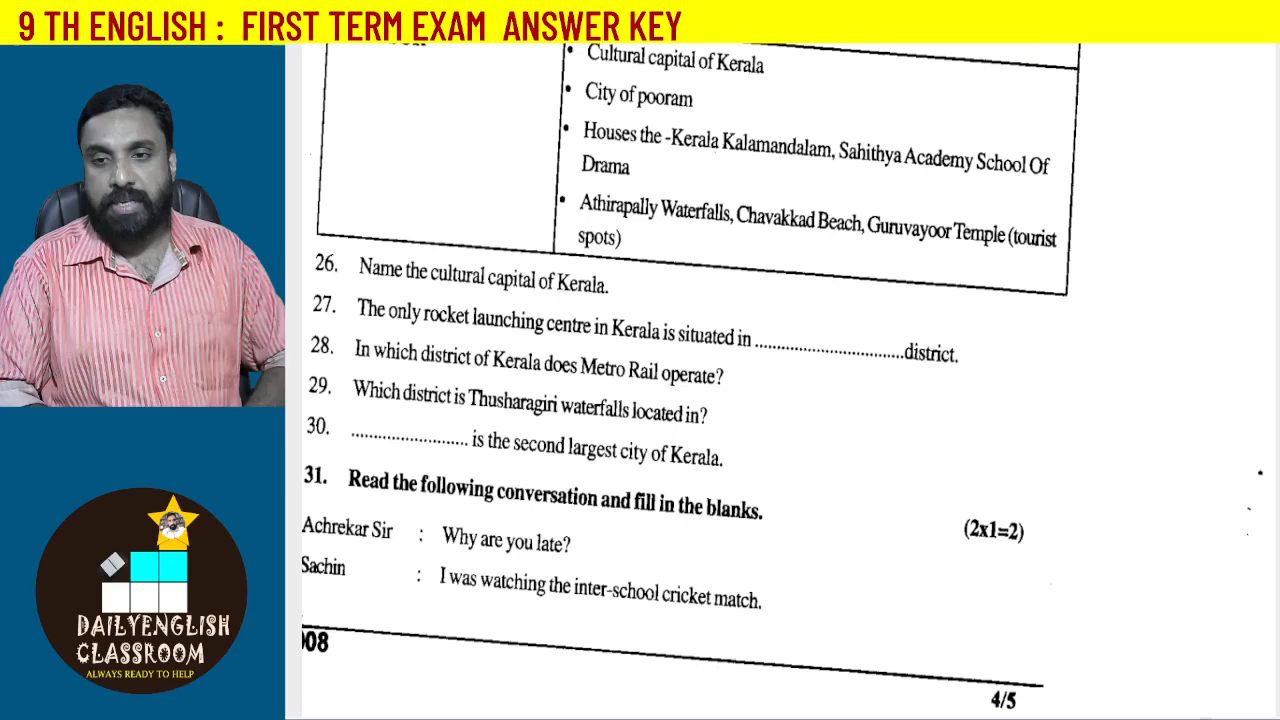 9 TH ENGLISH : FIRST TERM EXAM ANSWER KEY
• Cultural capital of Kerala
• City of pooram
• Houses the -Kerala Kalamandalam, Sahithya Academy School Of
Drama
• Athirapally Waterfalls, Chavakkad Beach, Guruvayoor Temple (tourist
spots)
26. Name the cultural capital of Kerala.
27. The only rocket launching centre in Kerala is situated in ..................................district.
28. In which district of Kerala does Metro Rail operate?
29. Which district is Thusharagiri waterfalls located in?
30. .......................... is the second largest city of Kerala.
31. Read the following conversation and fill in the blanks. (2x1=2)
Achrekar Sir : Why are you late?
Sachin : I was watching the inter-school cricket match.
08
4/5
DAILYENGLISH
CLASSROOM
ALWAYS READY TO HELP